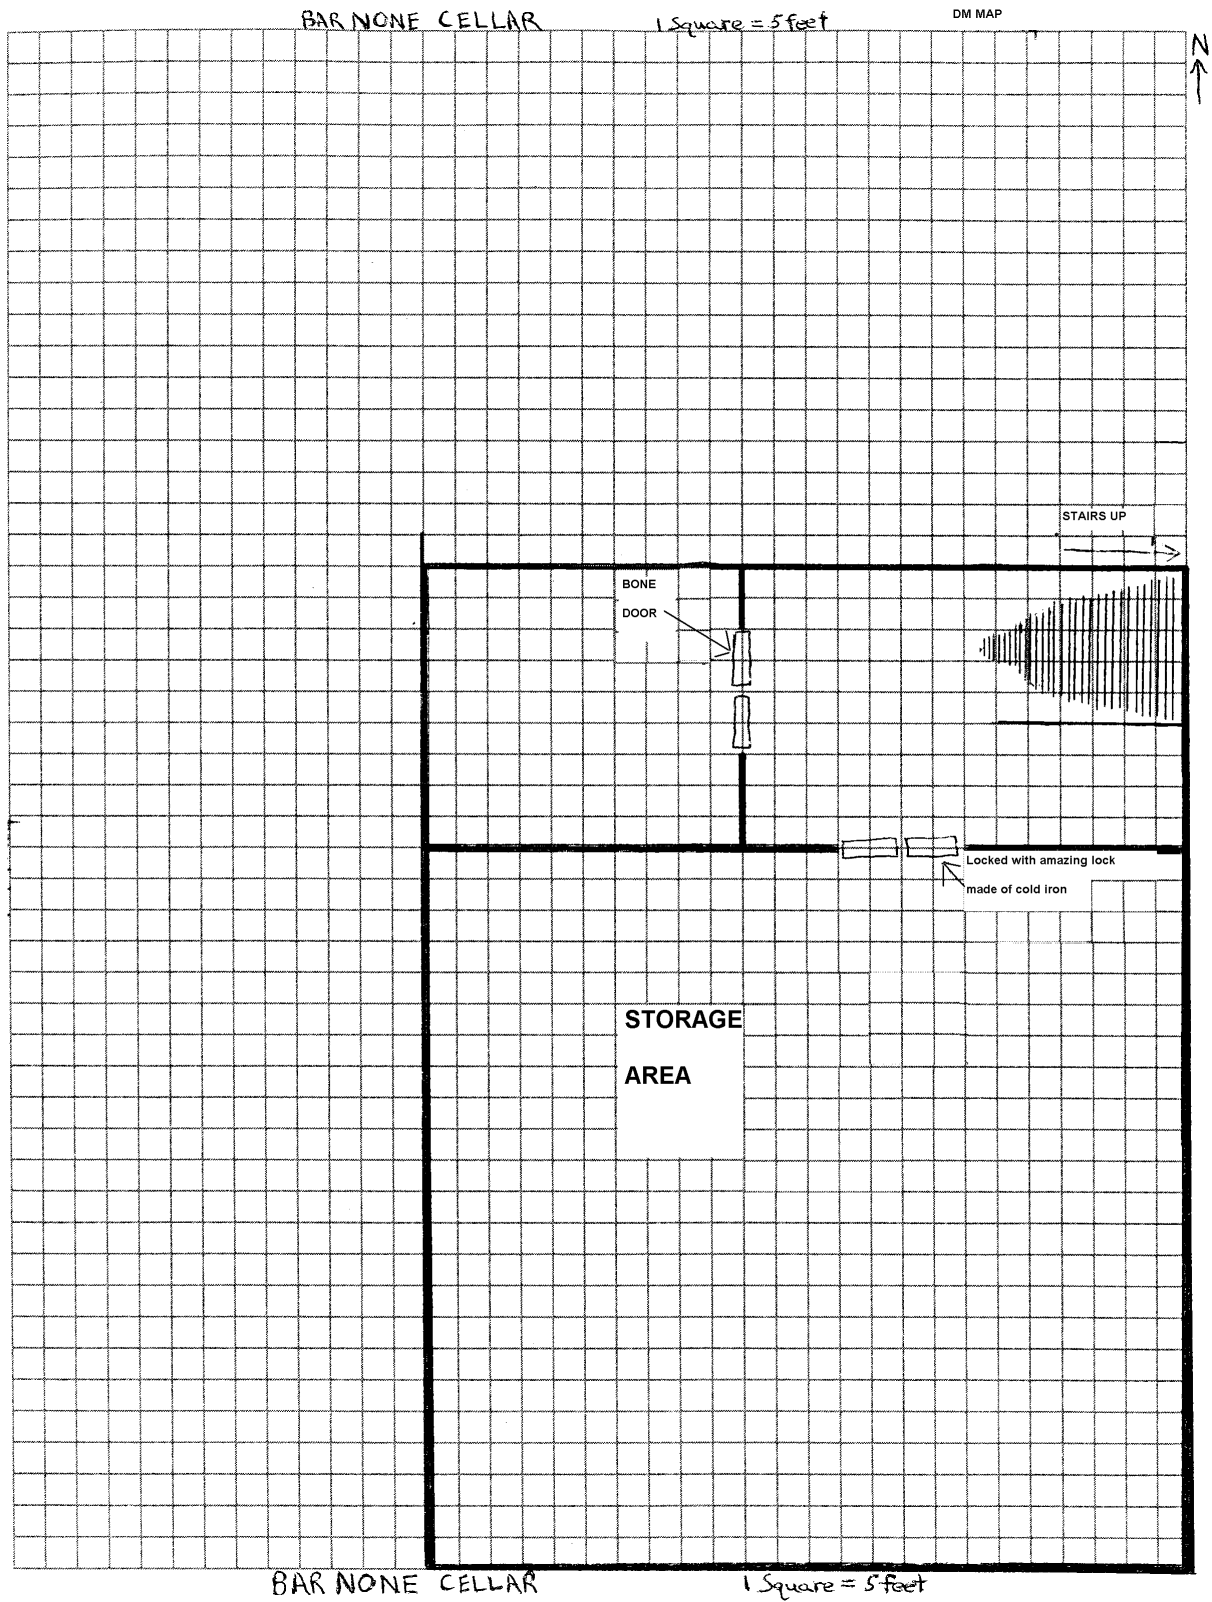 BAR NONE CELLAR 1 Square = 5 feet DM MAP
N
STAIRS UP
BONE
DOOR
Locked with amazing lock
made of cold iron
STORAGE
AREA
BAR NONE CELLAR 1 Square = 5 feet